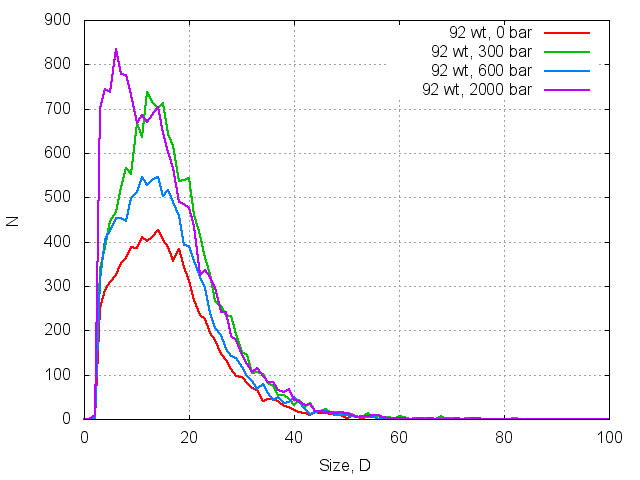 900
800
700
600
500
400
300
200
100
0
N
92 wt, 0 bar
92 wt, 300 bar
92 wt, 600 bar
92 wt, 2000 bar
0 20 40 60 80 100
Size, D